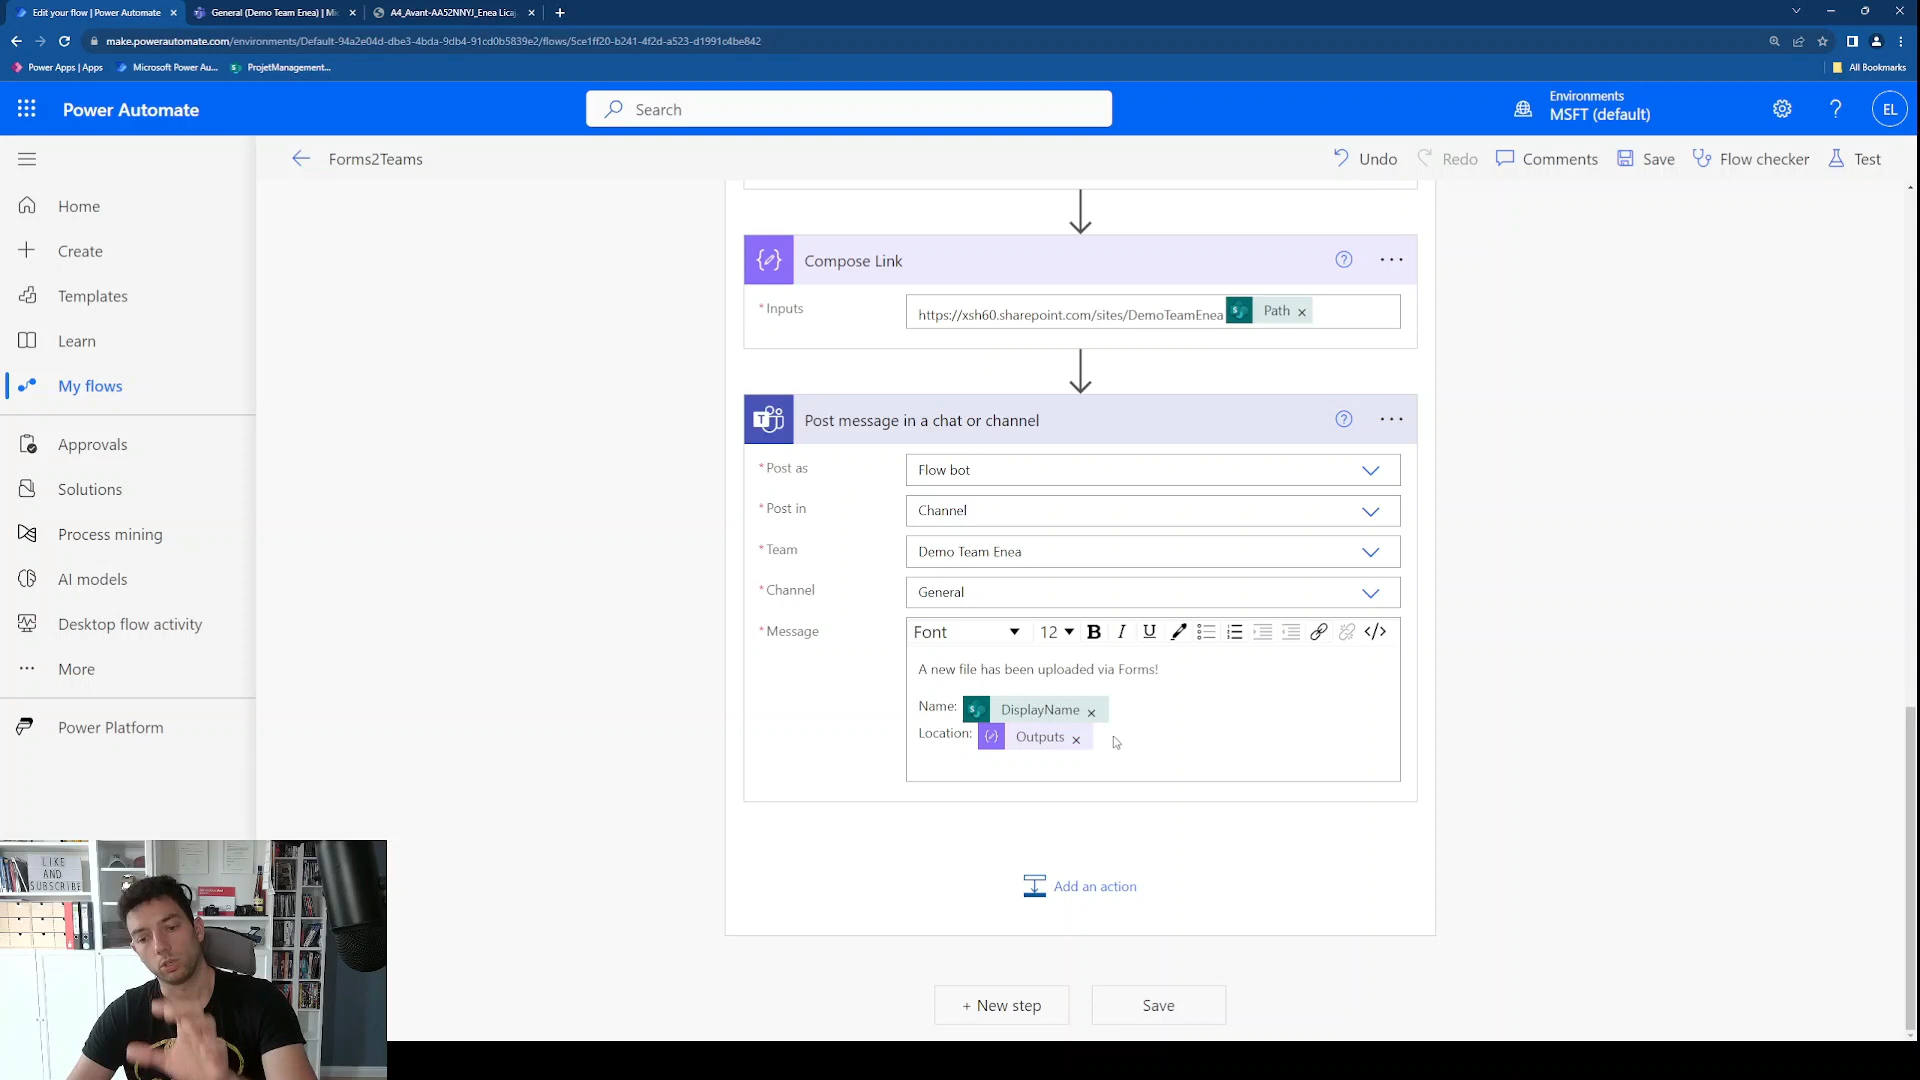 Edit your flow | Power Automate
General (Demo Team Enea) | Mi
A4_Avant-AA52NNYJ_Enea Licaj
make.powerautomate.com/environments/Default-94a2e04d-dbe3-4bda-9db4-91cd0b5839e2/flows/5ce1ff20-b241-4f2d-a523-d1991c4be842
Power Apps | Apps
Microsoft Power Au...
ProjetManagement...
All Bookmarks
Power Automate
Search
Environments
MSFT (default)
EL
Forms2Teams
Undo
Redo
Comments
Save
Flow checker
Test
Home
Create
Templates
Learn
My flows
Approvals
Solutions
Process mining
AI models
Desktop flow activity
More
Power Platform
Compose Link
* Inputs
https://xsh60.sharepoint.com/sites/DemoTeamEnea Path ×
Post message in a chat or channel
* Post as
Flow bot
* Post in
Channel
* Team
Demo Team Enea
* Channel
General
* Message
Font 12 B I U </>
A new file has been uploaded via Forms!
Name: DisplayName ×
Location: Outputs ×
Add an action
+ New step
Save
LIKE
AND
SUBSCRIBE